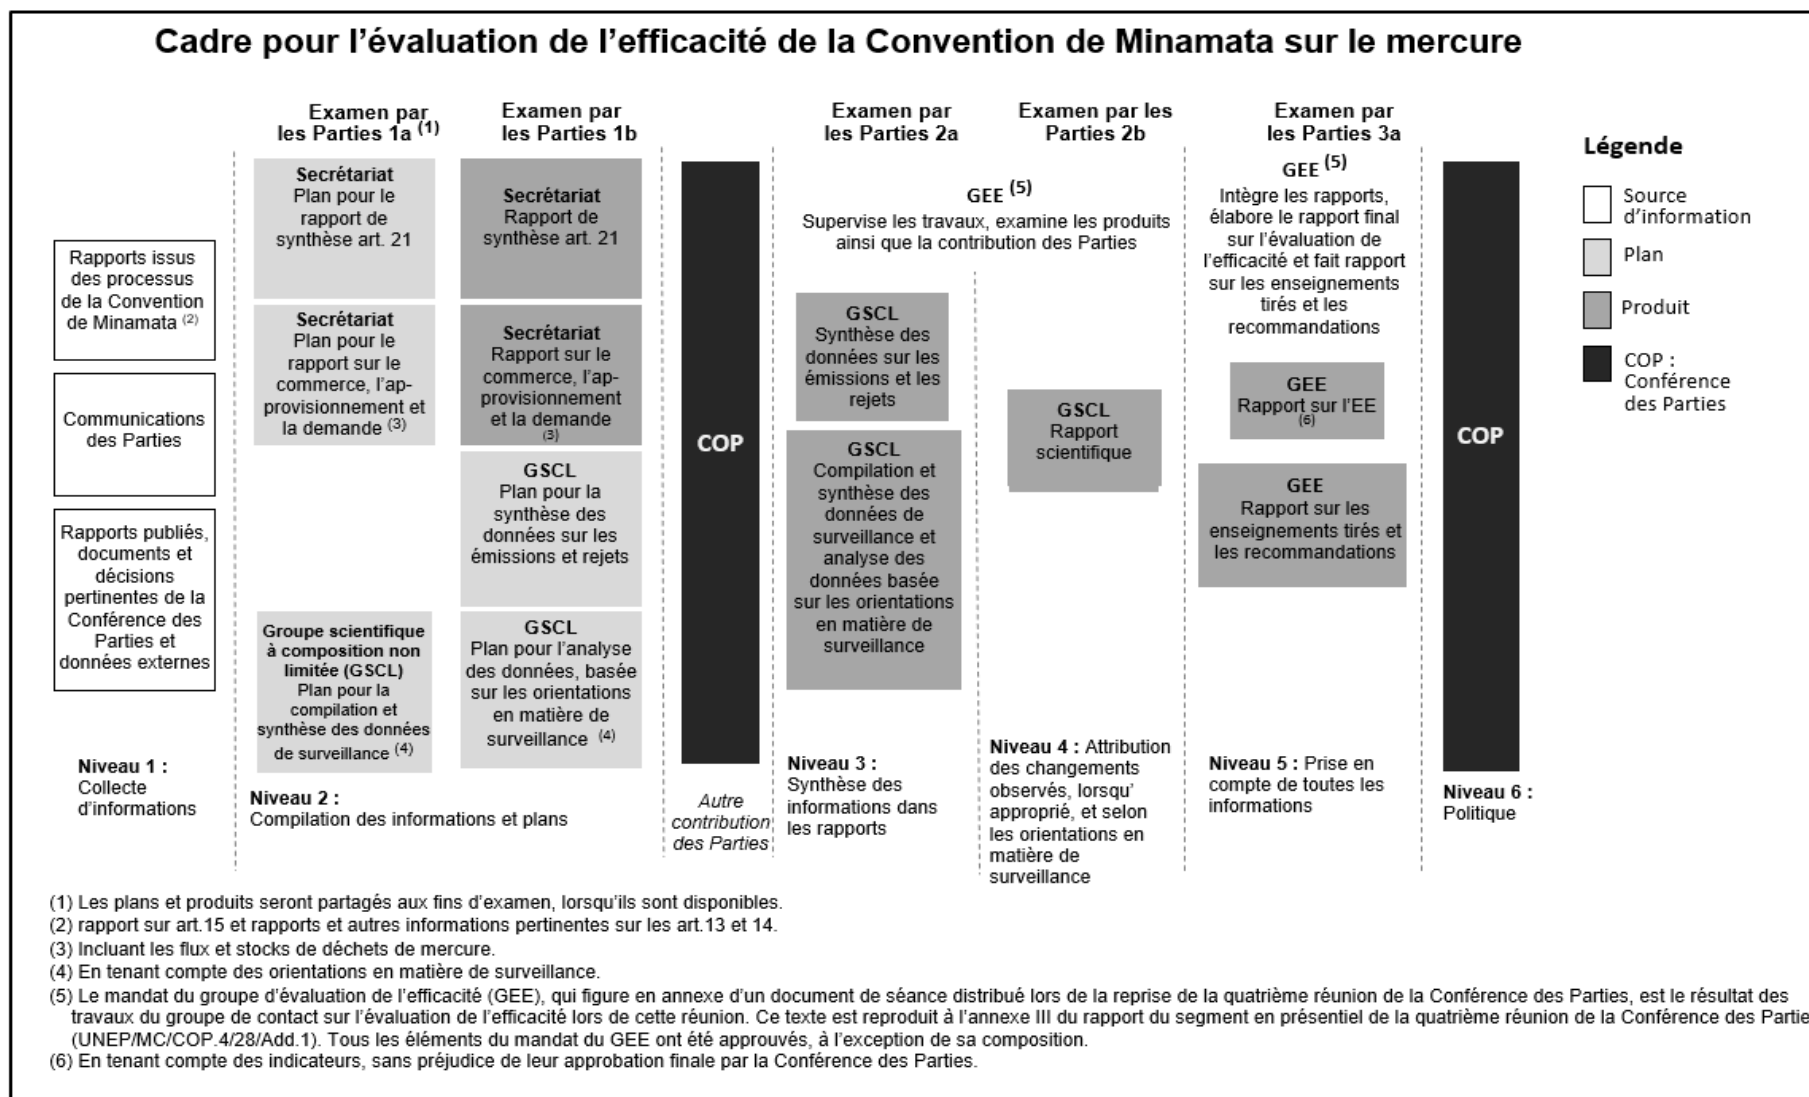 Cadre pour l'évaluation de l'efficacité de la Convention de Minamata sur le mercure
Rapports issus
des processus
de la Convention
de Minamata (2)
Communications
des Parties
Rapports publiés,
documents et
décisions
pertinentes de la
Conférence des
Parties et
données externes
Niveau 1 :
Collecte
d'informations
Examen par
les Parties 1a (1)
Secrétariat
Plan pour le
rapport de
synthèse art. 21
Secrétariat
Plan pour le
rapport sur le
commerce, l'ap-
provisionnement et
la demande (3)
Groupe scientifique
à composition non
limitée (GSCL)
Plan pour la
compilation et
synthèse des données
de surveillance (4)
Examen par
les Parties 1b
Secrétariat
Rapport de
synthèse art. 21
Secrétariat
Rapport sur le
commerce, l'ap-
provisionnement
et la demande
(3)
GSCL
Plan pour la
synthèse des
données sur les
émissions et rejets
GSCL
Plan pour l'analyse
des données, basée
sur les orientations
en matière de
surveillance (4)
Niveau 2 :
Compilation des informations et plans
COP
Autre
contribution
des Parties
Examen par
les Parties 2a
Examen par les
Parties 2b
GEE (5)
Supervise les travaux, examine les produits
ainsi que la contribution des Parties
GSCL
Synthèse des
données sur les
émissions et les
rejets
GSCL
Compilation et
synthèse des
données de
surveillance et
analyse des
données basée
sur les orientations
en matière de
surveillance
Niveau 3 :
Synthèse des
informations dans
les rapports
GSCL
Rapport
scientifique
Niveau 4 : Attribution
des changements
observés, lorsqu'
approprié, et selon
les orientations en
matière de
surveillance
Examen par
les Parties 3a
GEE (5)
Intègre les rapports,
élabore le rapport final
sur l'évaluation de
l'efficacité et fait rapport
sur les enseignements
tirés et les
recommandations
GEE
Rapport sur l'EE
(6)
GEE
Rapport sur les
enseignements tirés et
les recommandations
Niveau 5 : Prise en
compte de toutes les
informations
COP
Niveau 6 :
Politique
Légende
Source
d'information
Plan
Produit
COP :
Conférence
des Parties
(1) Les plans et produits seront partagés aux fins d'examen, lorsqu'ils sont disponibles.
(2) rapport sur art.15 et rapports et autres informations pertinentes sur les art.13 et 14.
(3) Incluant les flux et stocks de déchets de mercure.
(4) En tenant compte des orientations en matière de surveillance.
(5) Le mandat du groupe d'évaluation de l'efficacité (GEE), qui figure en annexe d'un document de séance distribué lors de la reprise de la quatrième réunion de la Conférence des Parties, est le résultat des
travaux du groupe de contact sur l'évaluation de l'efficacité lors de cette réunion. Ce texte est reproduit à l'annexe III du rapport du segment en présentiel de la quatrième réunion de la Conférence des Partie
(UNEP/MC/COP.4/28/Add.1). Tous les éléments du mandat du GEE ont été approuvés, à l'exception de sa composition.
(6) En tenant compte des indicateurs, sans préjudice de leur approbation finale par la Conférence des Parties.